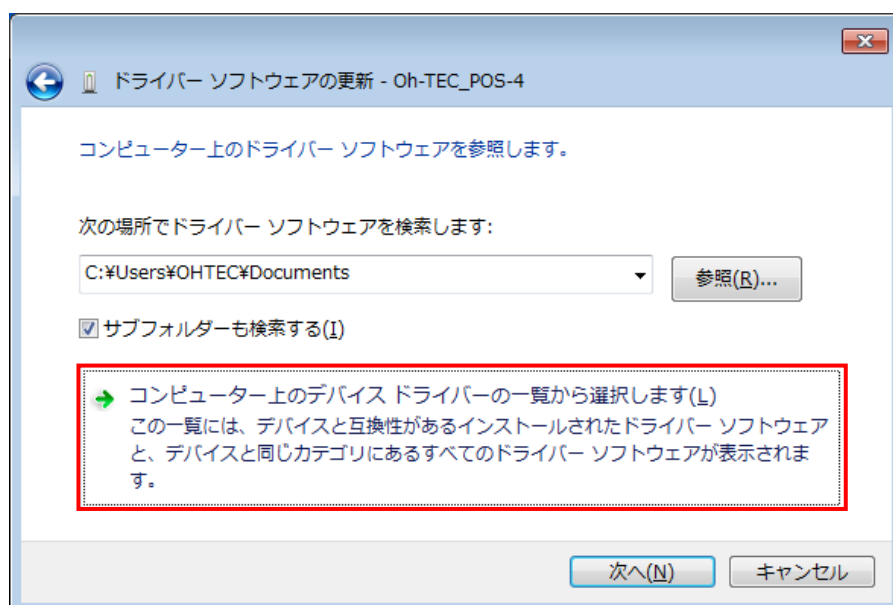 ドライバー ソフトウェアの更新 - Oh-TEC_POS-4
コンピューター上のドライバー ソフトウェアを参照します。
次の場所でドライバー ソフトウェアを検索します:
C:¥Users¥OHTEC¥Documents
参照(R)...
サブフォルダーも検索する(I)
コンピューター上のデバイス ドライバーの一覧から選択します(L)
この一覧には、デバイスと互換性があるインストールされたドライバー ソフトウェア
と、デバイスと同じカテゴリにあるすべてのドライバー ソフトウェアが表示されま
す。
次へ(N)
キャンセル